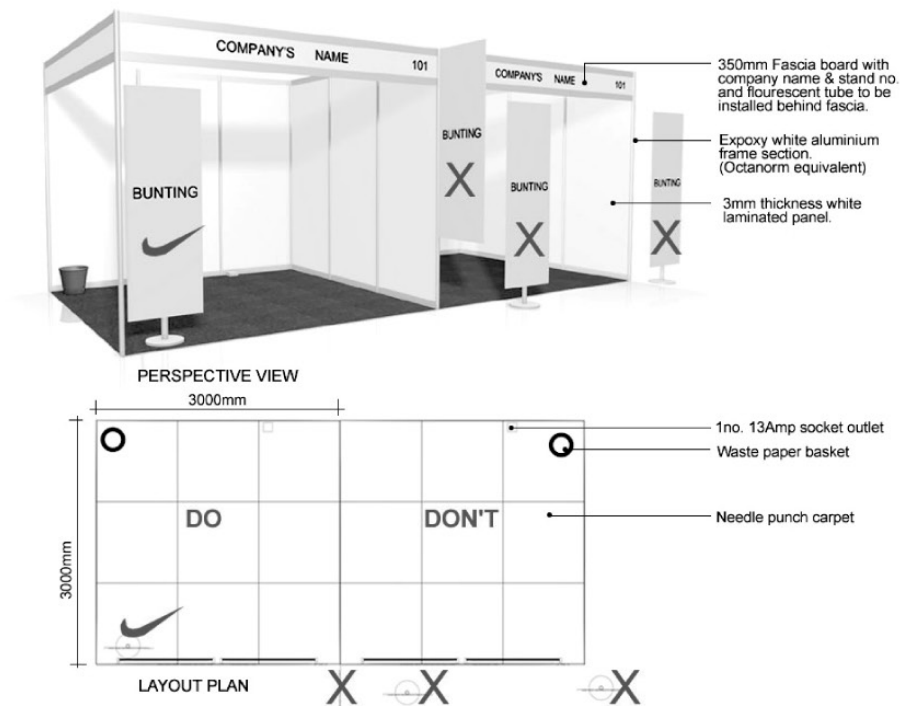 COMPANY'S NAME 101
BUNTING
BUNTING
X
COMPANY'S NAME 101
BUNTING
X
BUNTING
X
350mm Fascia board with
company name & stand no.
and flourescent tube to be
installed behind fascia.
Expoxy white aluminium
frame section.
(Octanorm equivalent)
3mm thickness white
laminated panel.
PERSPECTIVE VIEW
3000mm
3000mm
DO
DON'T
1no. 13Amp socket outlet
Waste paper basket
Needle punch carpet
LAYOUT PLAN
X
X
X